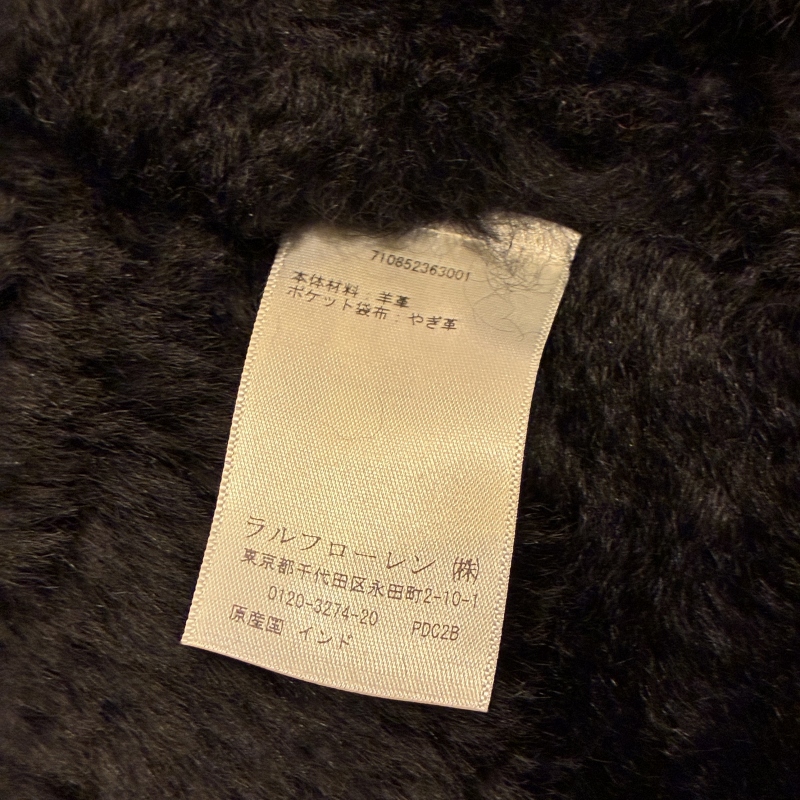 710852363001
本体材料：羊革
ポケット袋布：やぎ革
ラルフローレン ㈱
東京都千代田区永田町2-10-1
0120-3274-20 PDC2B
原産国 インド